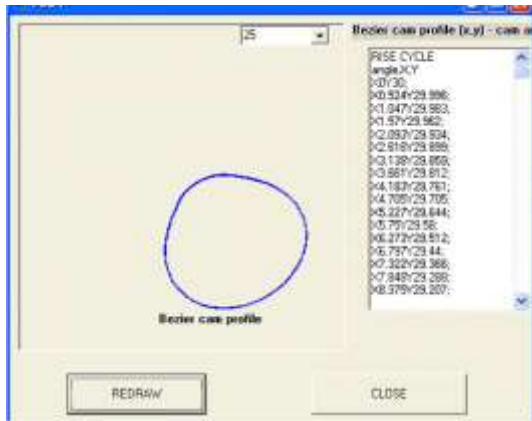 25
Bezier cam profile (x,y) - cam a
RISE CYCLE
angle,X,Y
X0Y30;
X0.524Y29.996;
X1.047Y29.983;
X1.57Y29.962;
X2.093Y29.934;
X2.616Y29.899;
X3.138Y29.859;
X3.661Y29.812;
X4.183Y29.761;
X4.705Y29.705;
X5.227Y29.644;
X5.75Y29.58;
X6.273Y29.512;
X6.797Y29.44;
X7.322Y29.366;
X7.848Y29.288;
X8.375Y29.207;
Bezier cam profile
REDRAW
CLOSE